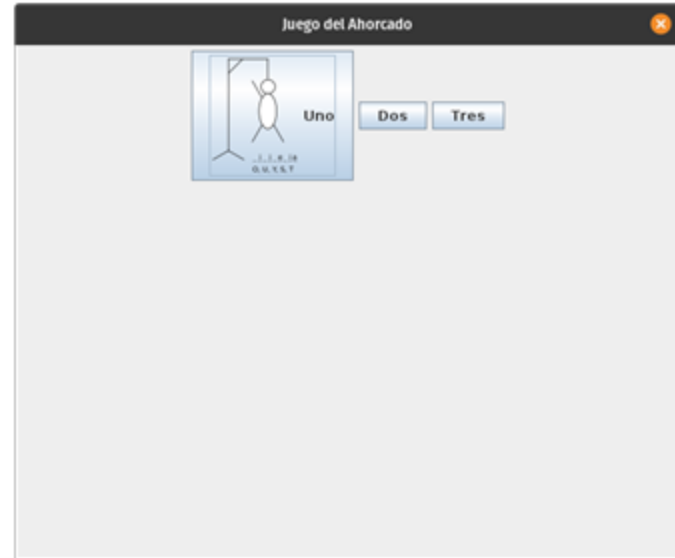 Juego del Ahorcado
Uno Dos Tres
O, U, Y, S, T